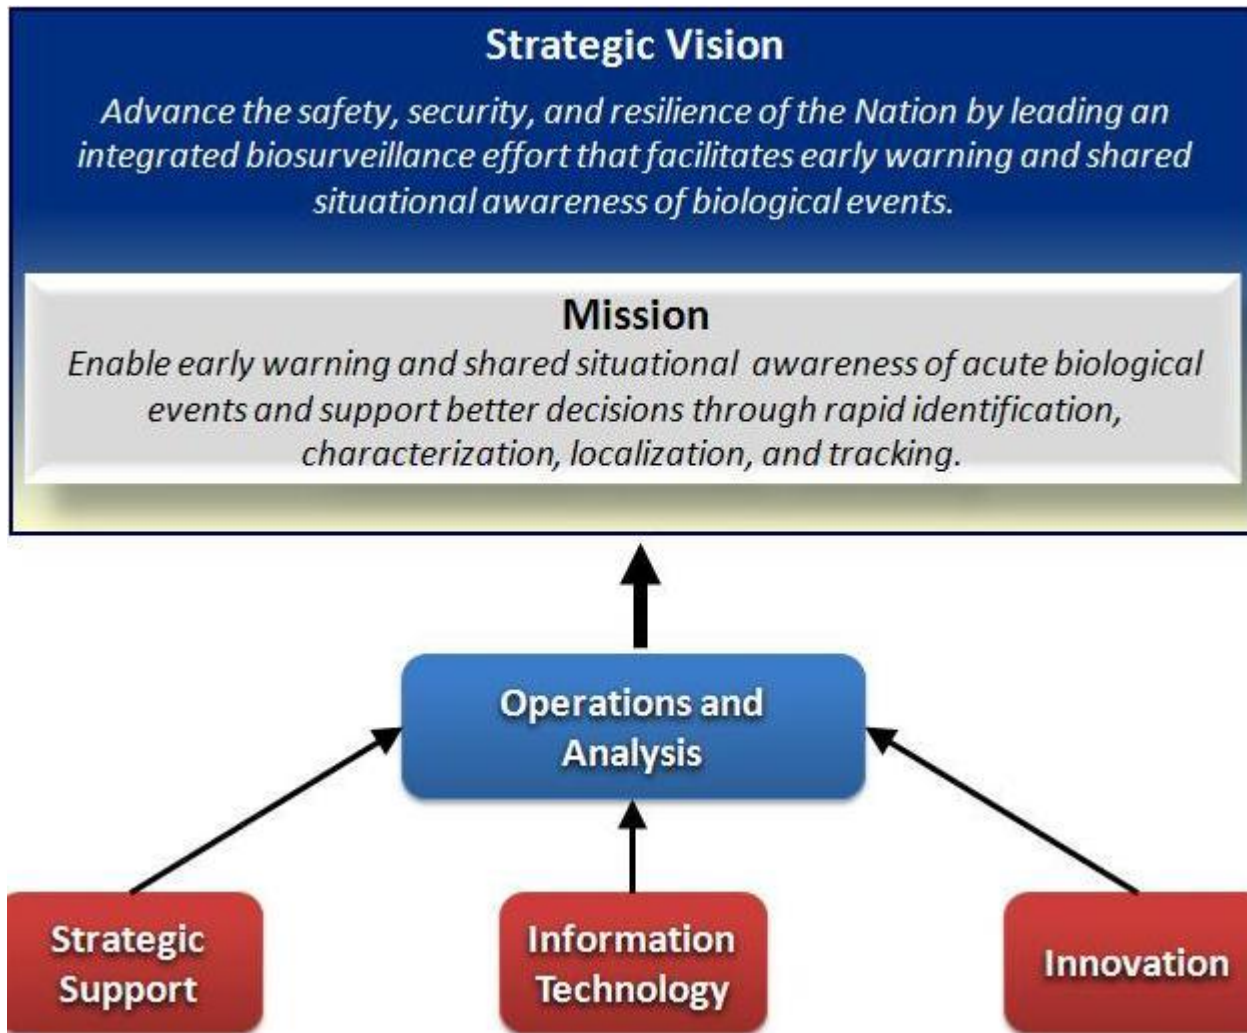 Strategic Vision
Advance the safety, security, and resilience of the Nation by leading an
integrated biosurveillance effort that facilitates early warning and shared
situational awareness of biological events.
Mission
Enable early warning and shared situational awareness of acute biological
events and support better decisions through rapid identification,
characterization, localization, and tracking.
Operations and
Analysis
Strategic
Support
Information
Technology
Innovation